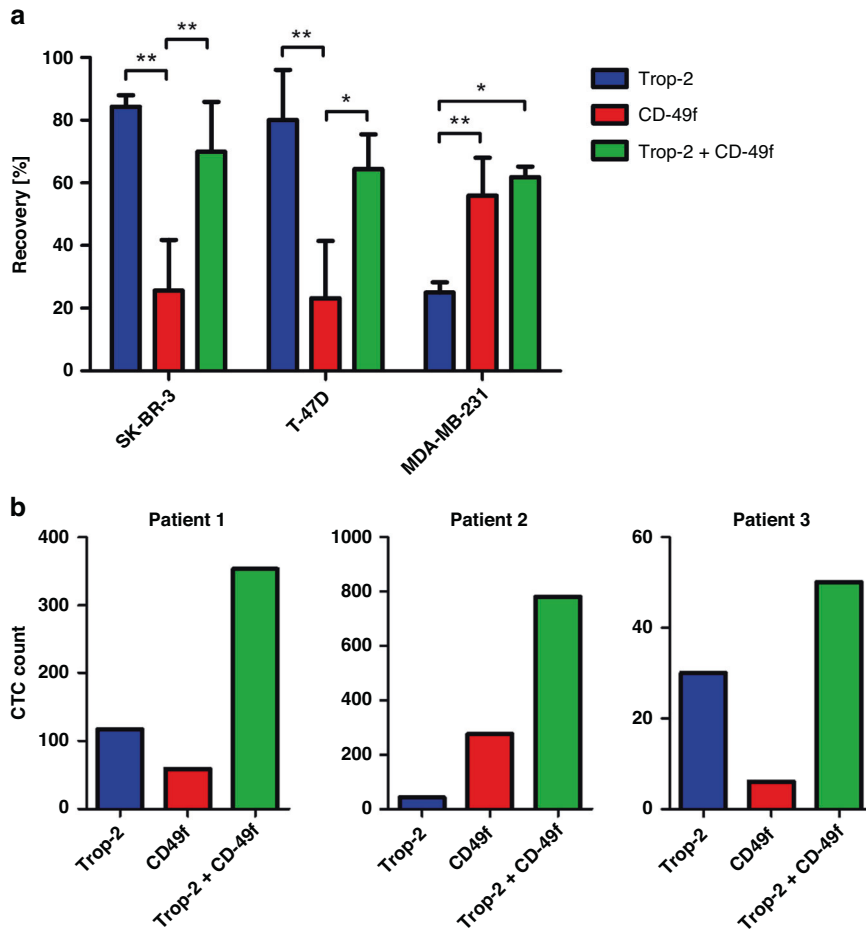 a
** ** ** * ** *
Recovery [%]
100
80
60
40
20
0
SK-BR-3
T-47D
MDA-MB-231
Trop-2
CD-49f
Trop-2 + CD-49f
b
Patient 1
CTC count
400
300
200
100
0
Trop-2
CD49f
Trop-2 + CD-49f
Patient 2
1000
800
600
400
200
0
Trop-2
CD49f
Trop-2 + CD-49f
Patient 3
60
40
20
0
Trop-2
CD49f
Trop-2 + CD-49f